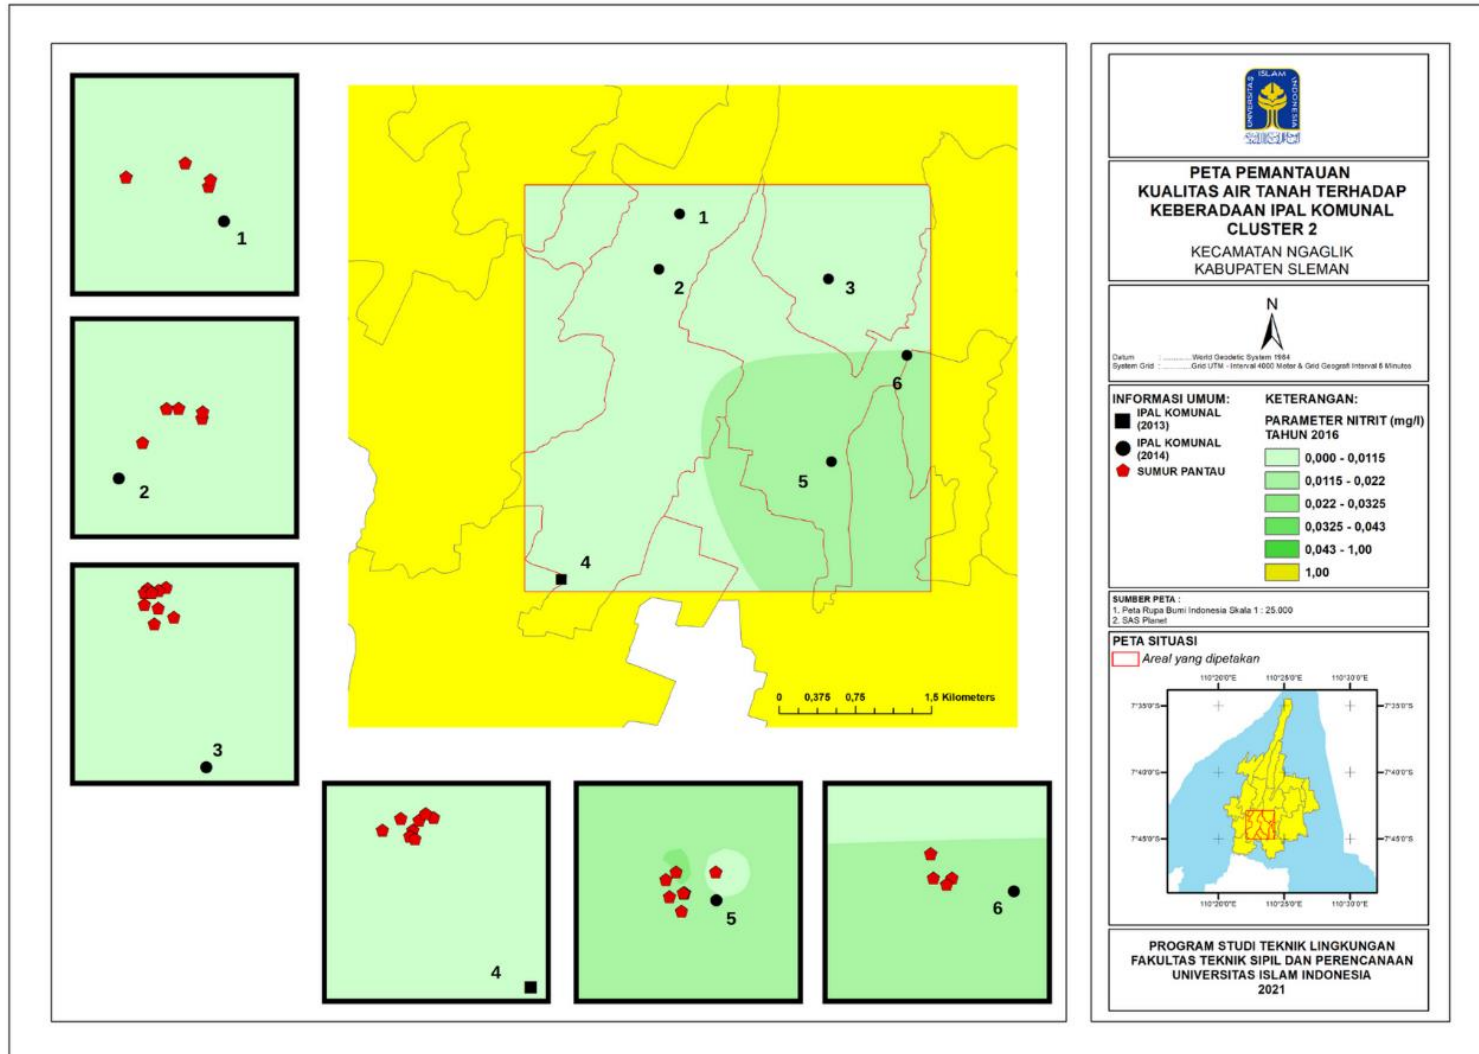 1
2
3
4
5
6
1
2
3
4
5
6
0 0,375 0,75 1,5 Kilometers
ISLAM
UNIVERSITAS
INDONESIA
PETA PEMANTAUAN
KUALITAS AIR TANAH TERHADAP
KEBERADAAN IPAL KOMUNAL
CLUSTER 2
KECAMATAN NGAGLIK
KABUPATEN SLEMAN
N
Datum : ............World Geodetic System 1984
System Grid : ............Grid UTM - Interval 4000 Meter & Grid Geografi Interval 5 Minutes
INFORMASI UMUM:
IPAL KOMUNAL
(2013)
IPAL KOMUNAL
(2014)
SUMUR PANTAU
KETERANGAN:
PARAMETER NITRIT (mg/l)
TAHUN 2016
0,000 - 0,0115
0,0115 - 0,022
0,022 - 0,0325
0,0325 - 0,043
0,043 - 1,00
1,00
SUMBER PETA :
1. Peta Rupa Bumi Indonesia Skala 1 : 25.000
2. SAS Planet
PETA SITUASI
Areal yang dipetakan
110°20'0"E 110°25'0"E 110°30'0"E
7°35'0"S 7°35'0"S
7°40'0"S 7°40'0"S
7°45'0"S 7°45'0"S
110°20'0"E 110°25'0"E 110°30'0"E
PROGRAM STUDI TEKNIK LINGKUNGAN
FAKULTAS TEKNIK SIPIL DAN PERENCANAAN
UNIVERSITAS ISLAM INDONESIA
2021